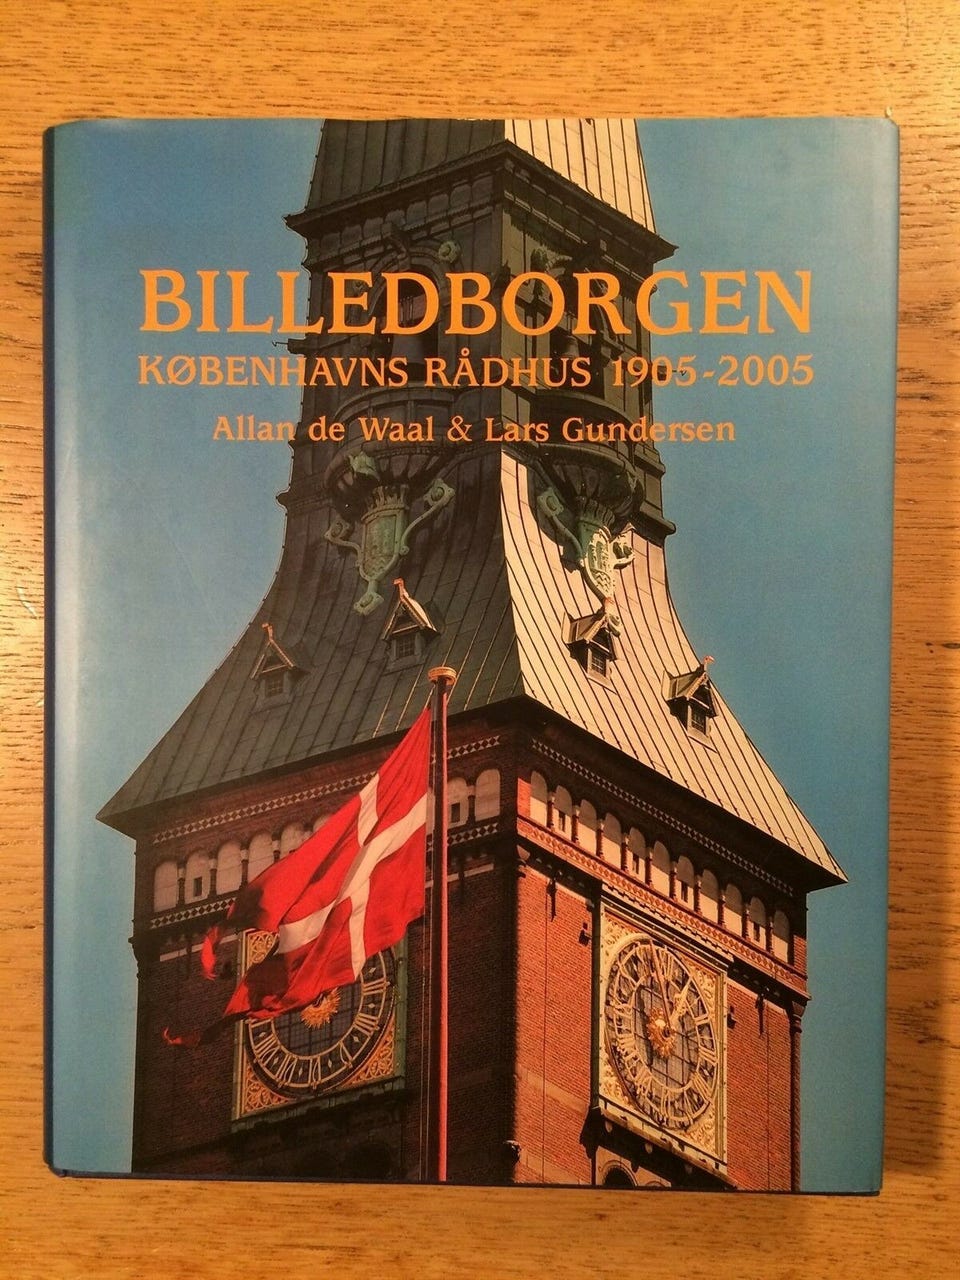 BILLEDBORGEN
KØBENHAVNS RÅDHUS 1905-2005
Allan de Waal & Lars Gundersen